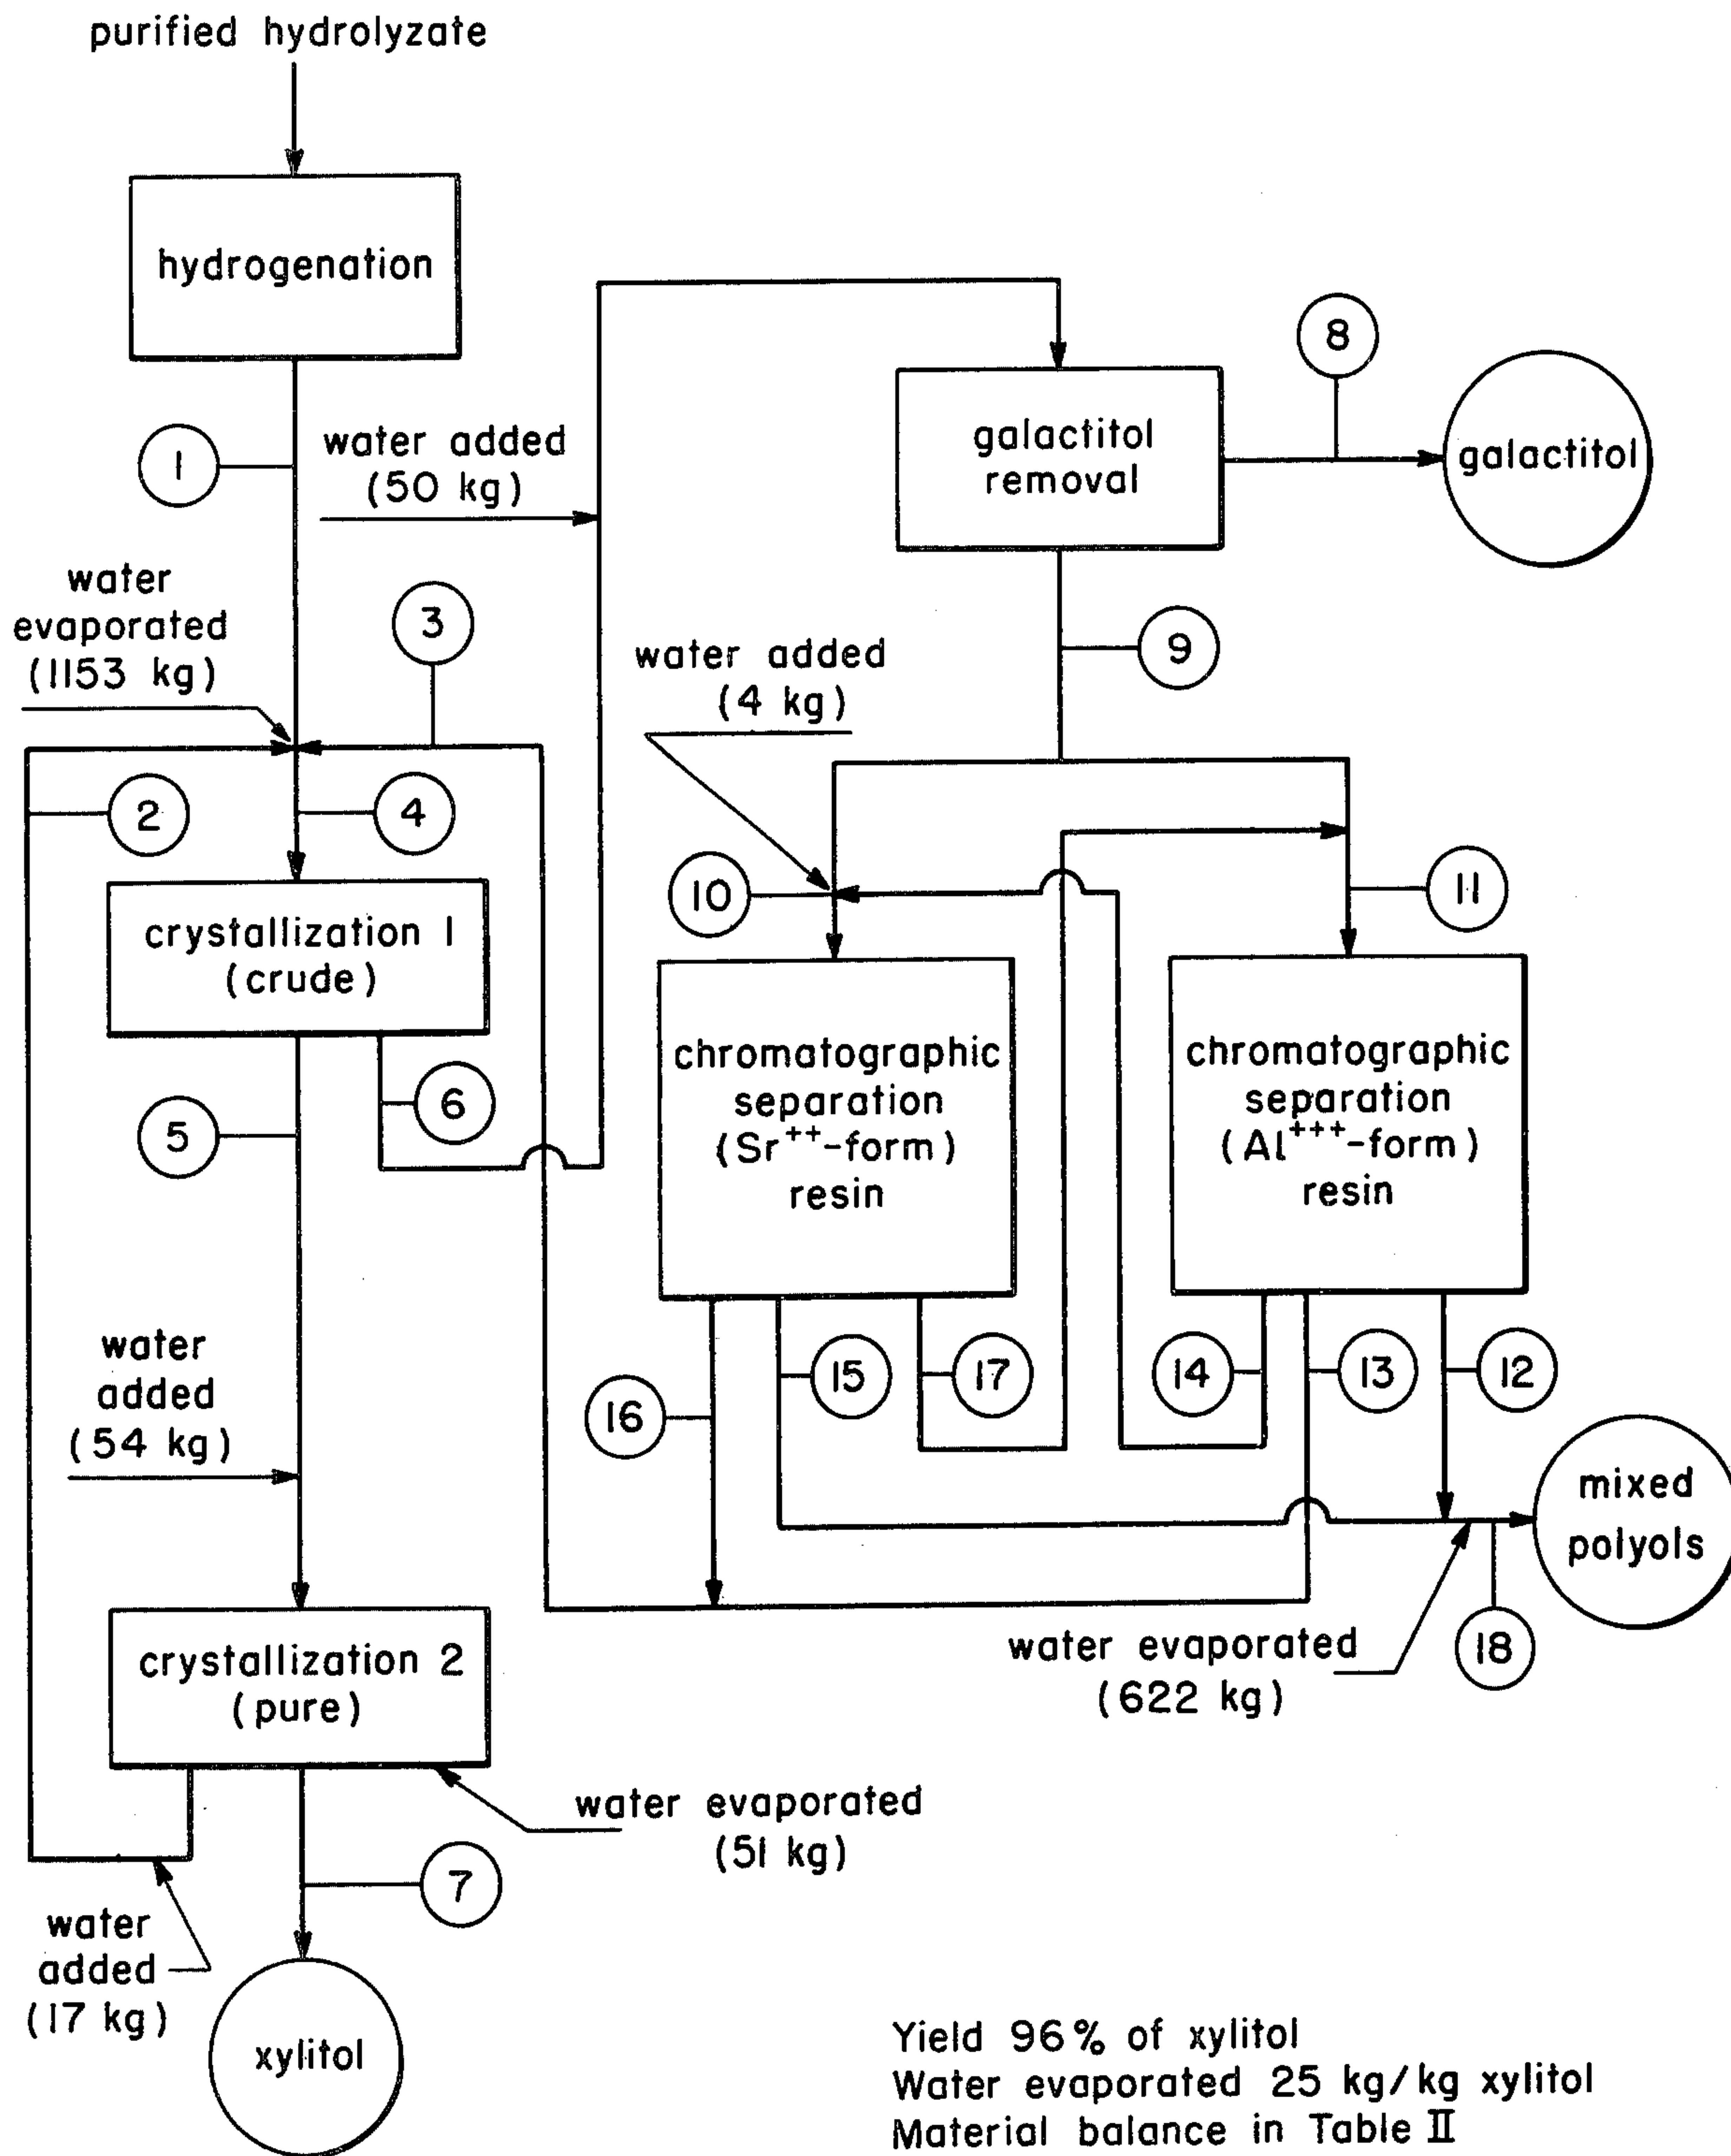 purified hydrolyzate
hydrogenation
1
water added
(50 kg)
8
galactitol
removal
galactitol
water
evaporated
(1153 kg)
3
9
water added
(4 kg)
2
4
10
11
crystallization 1
(crude)
5
6
chromatographic
separation
(Sr++-form)
resin
chromatographic
separation
(Al+++-form)
resin
water
added
(54 kg)
16
15
17
14
13
12
mixed
polyols
crystallization 2
(pure)
water evaporated
(622 kg)
18
water evaporated
(51 kg)
7
water
added
(17 kg)
xylitol
Yield 96% of xylitol
Water evaporated 25 kg/kg xylitol
Material balance in Table II